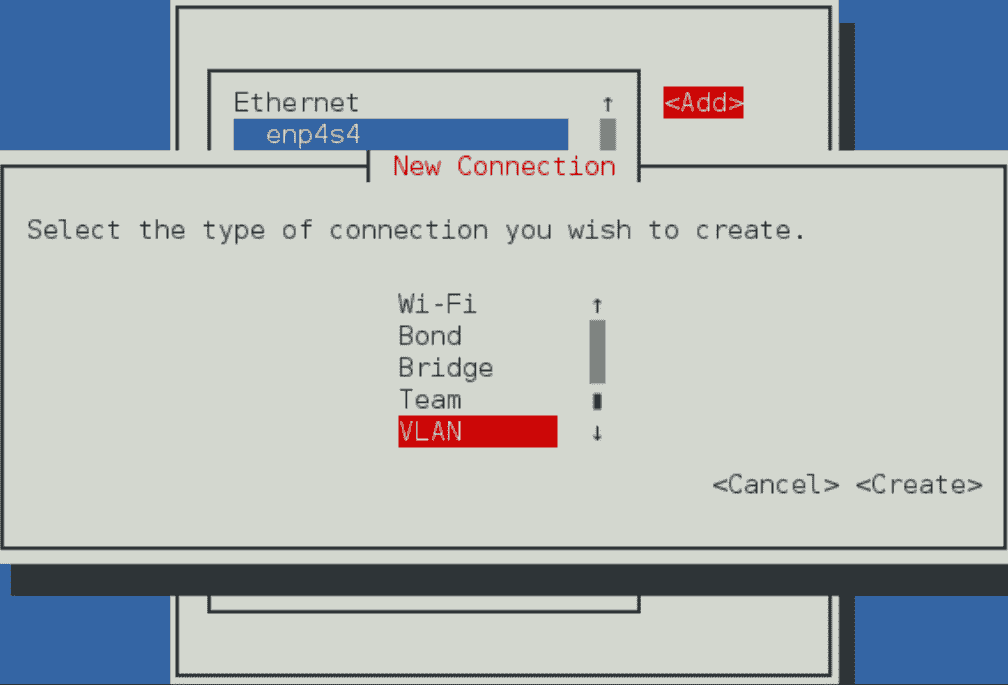 Ethernet ↑ <Add>
enp4s4
New Connection
Select the type of connection you wish to create.
Wi-Fi ↑
Bond
Bridge
Team
VLAN ↓
<Cancel> <Create>